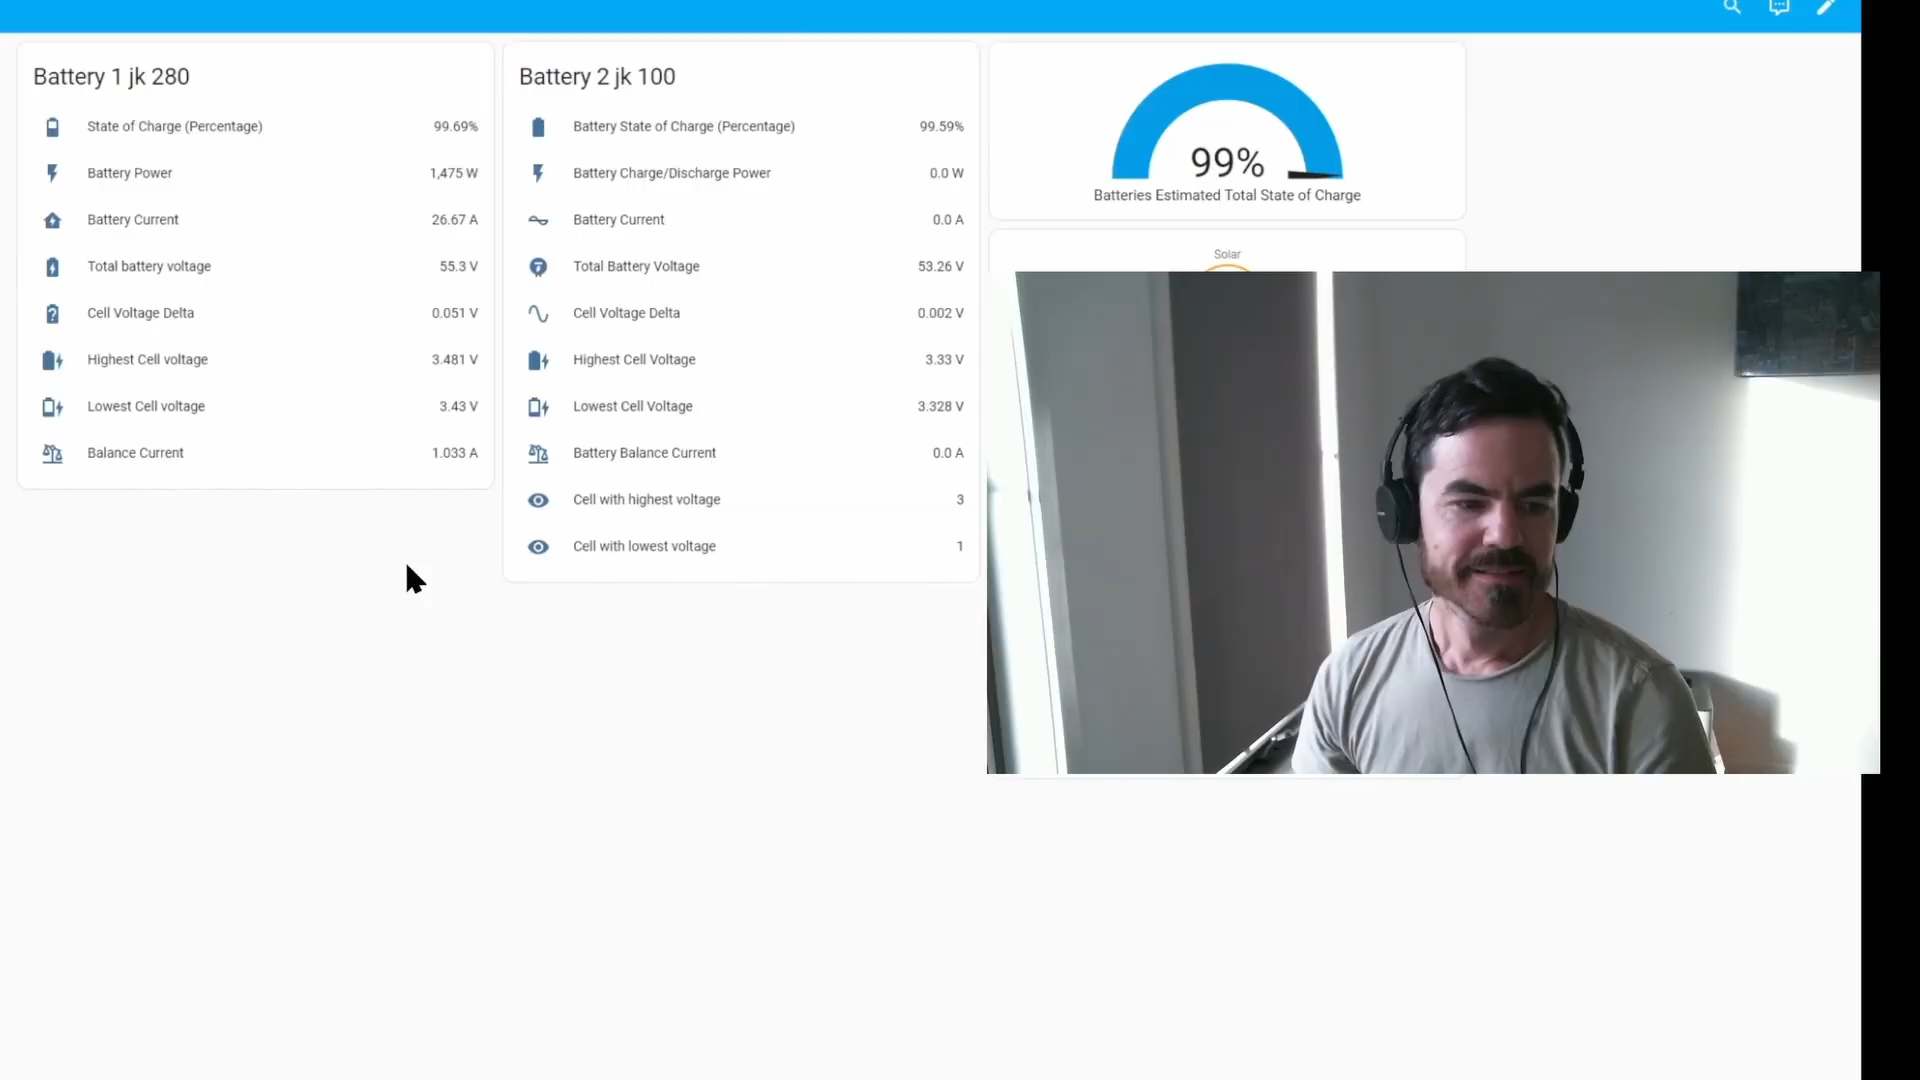 Battery 1 jk 280
State of Charge (Percentage) 99.69%
Battery Power 1,475 W
Battery Current 26.67 A
Total battery voltage 55.3 V
Cell Voltage Delta 0.051 V
Highest Cell voltage 3.481 V
Lowest Cell voltage 3.43 V
Balance Current 1.033 A
Battery 2 jk 100
Battery State of Charge (Percentage) 99.59%
Battery Charge/Discharge Power 0.0 W
Battery Current 0.0 A
Total Battery Voltage 53.26 V
Cell Voltage Delta 0.002 V
Highest Cell Voltage 3.33 V
Lowest Cell Voltage 3.328 V
Battery Balance Current 0.0 A
Cell with highest voltage 3
Cell with lowest voltage 1
99%
Batteries Estimated Total State of Charge
Solar